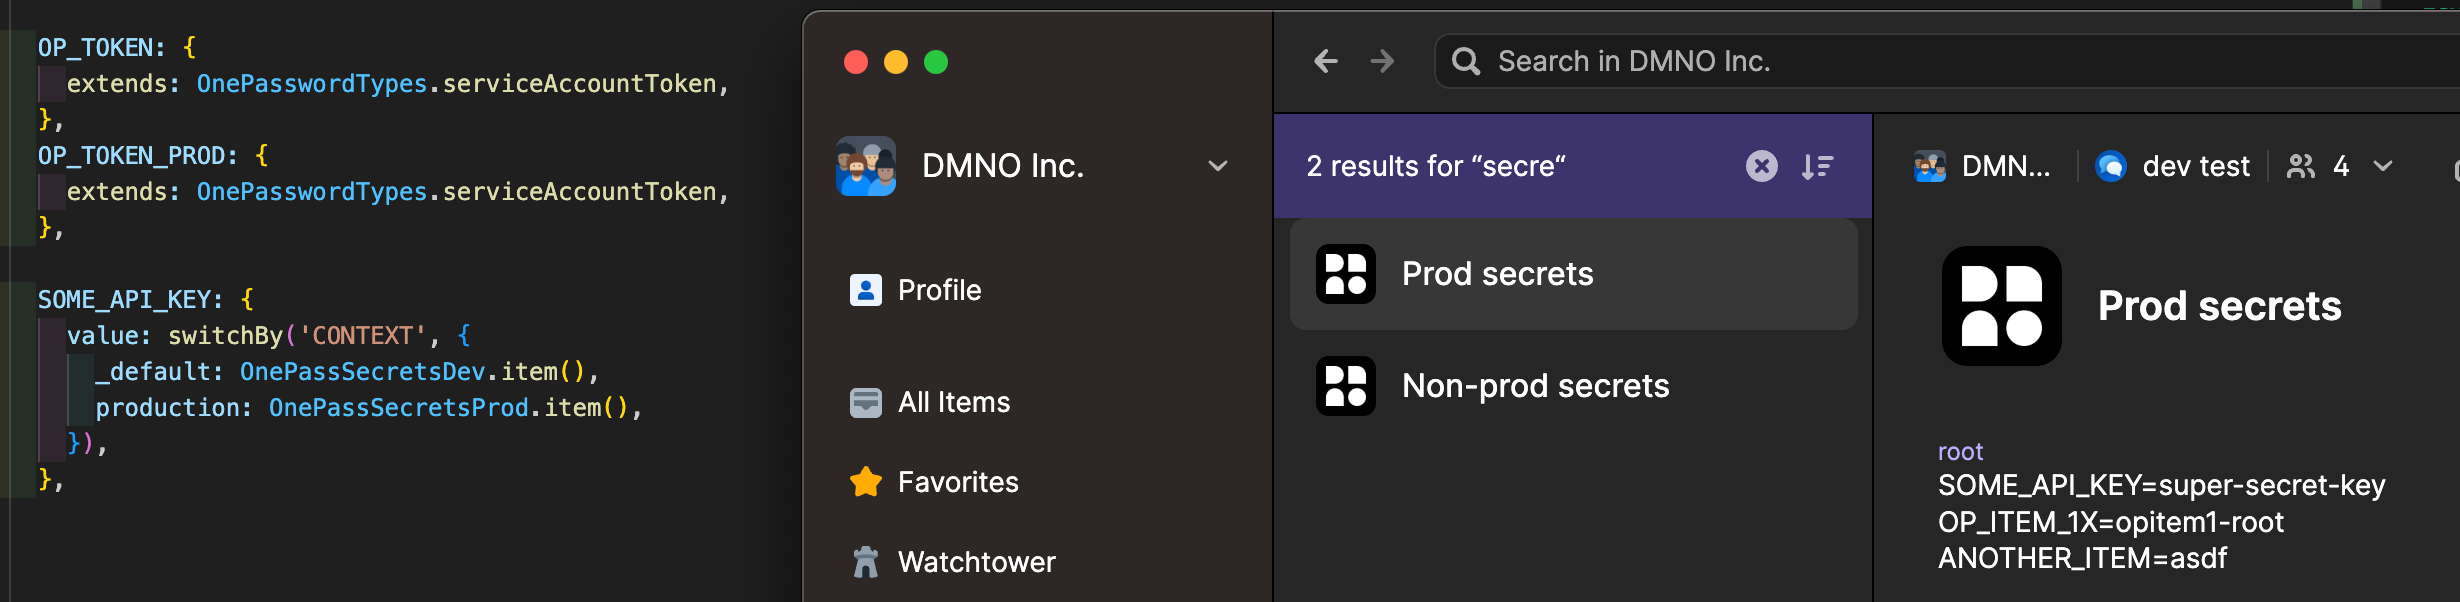 OP_TOKEN: {
extends: OnePasswordTypes.serviceAccountToken,
},
OP_TOKEN_PROD: {
extends: OnePasswordTypes.serviceAccountToken,
},
SOME_API_KEY: {
value: switchBy('CONTEXT', {
_default: OnePassSecretsDev.item(),
production: OnePassSecretsProd.item(),
}),
},
DMNO Inc.
Profile
All Items
Favorites
Watchtower
Search in DMNO Inc.
2 results for “secre“
Prod secrets
Non-prod secrets
DMN... dev test 4
Prod secrets
root
SOME_API_KEY=super-secret-key
OP_ITEM_1X=opitem1-root
ANOTHER_ITEM=asdf